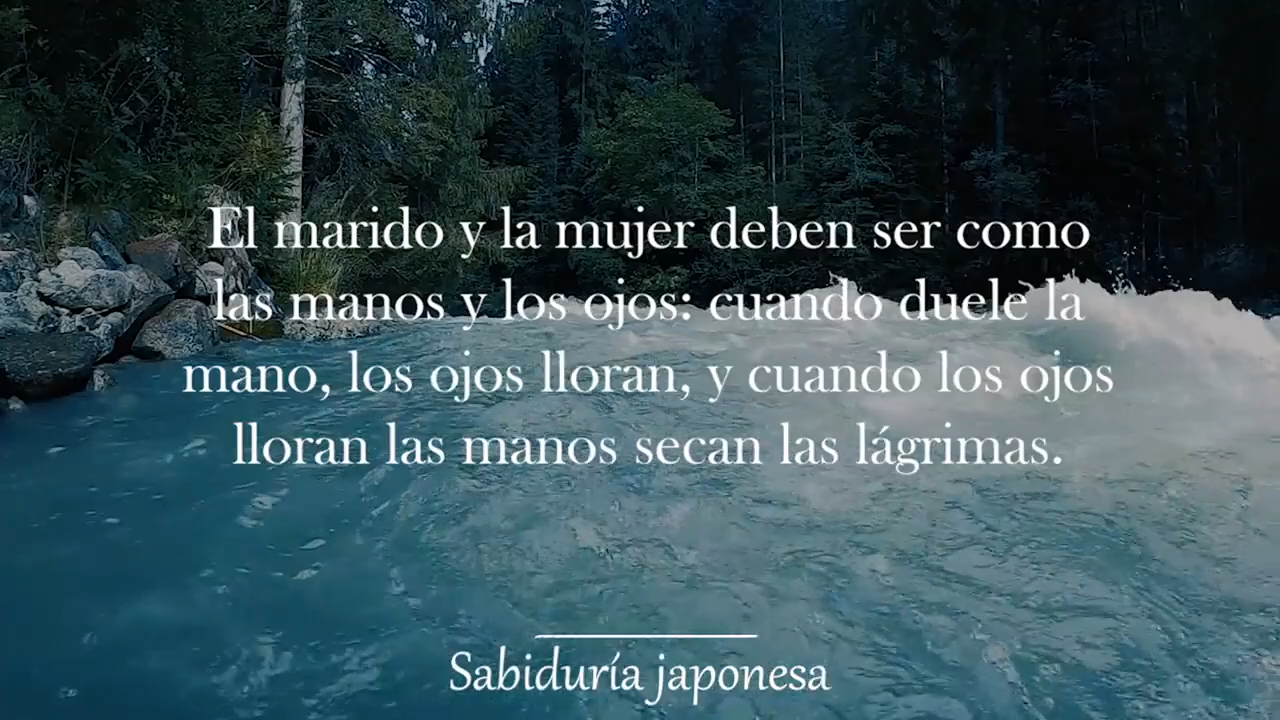 El marido y la mujer deben ser como
las manos y los ojos: cuando duele la
mano, los ojos lloran, y cuando los ojos
lloran las manos secan las lágrimas.
Sabiduría japonesa